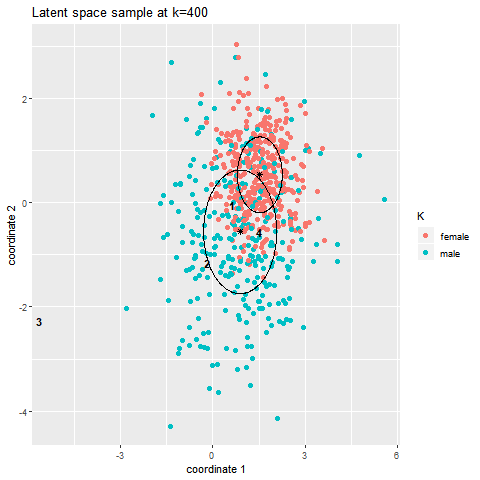 Latent space sample at k=400
2
0
-2
-4
coordinate 2
1
4
2
3
* 
*
-3
0
3
6
coordinate 1
K
female
male